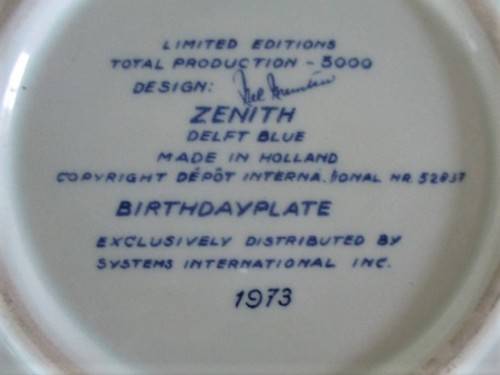 LIMITED EDITIONS
TOTAL PRODUCTION - 5000
DESIGN:
ZENITH
DELFT BLUE
MADE IN HOLLAND
COPYRIGHT DÉPÔT INTERNA.IONAL NR.
BIRTHDAYPLATE
EXCLUSIVELY DISTRIBUTED BY
SYSTEMS INTERNATIONAL INC.
1973